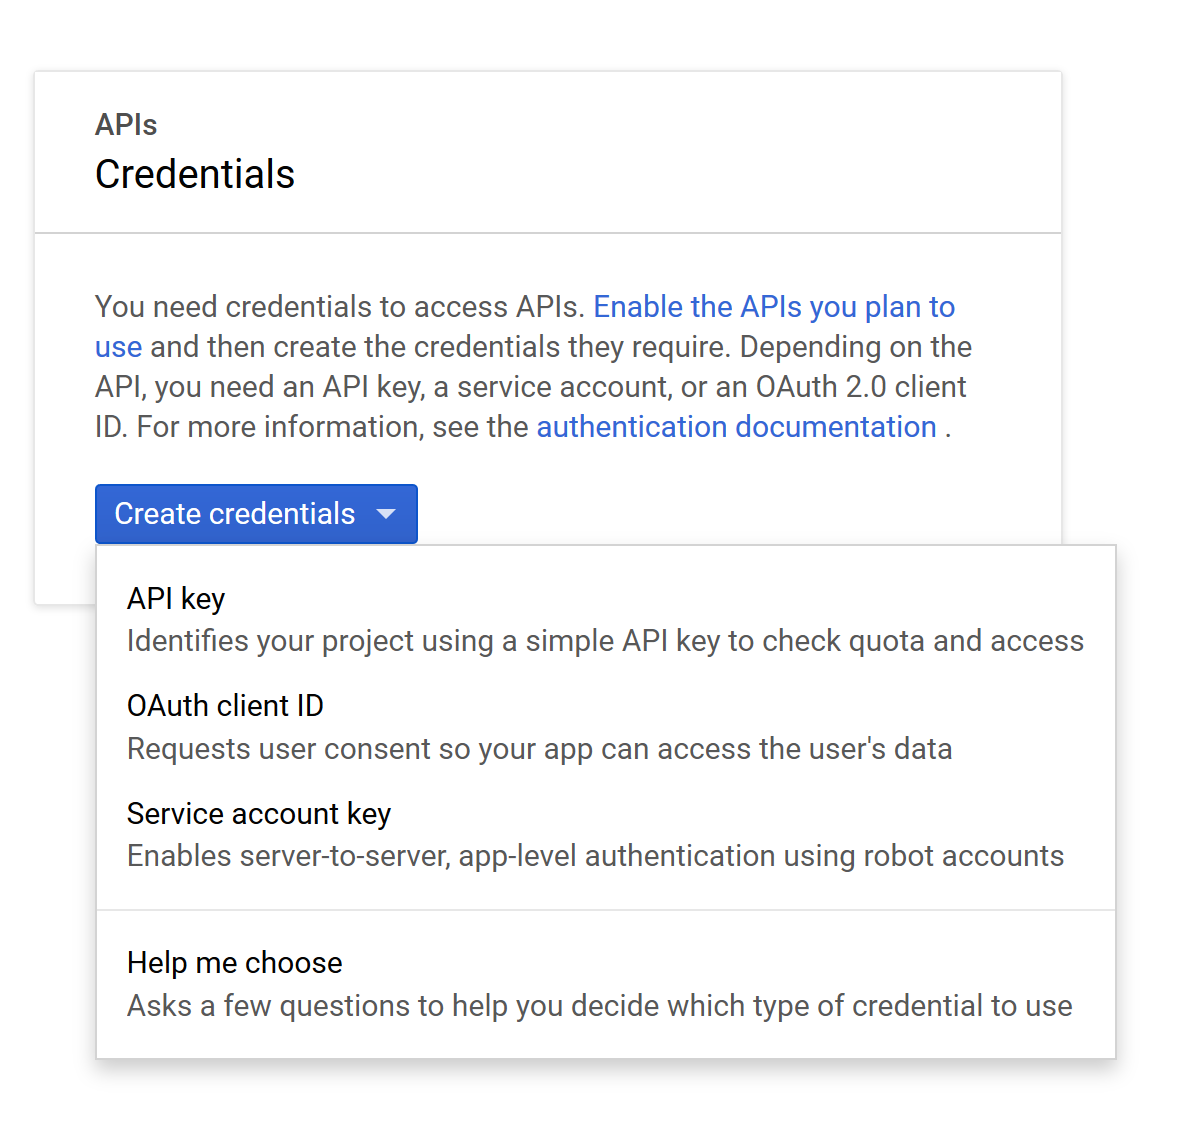 APIs
Credentials
You need credentials to access APIs. Enable the APIs you plan to
use and then create the credentials they require. Depending on the
API, you need an API key, a service account, or an OAuth 2.0 client
ID. For more information, see the authentication documentation .
Create credentials
API key
Identifies your project using a simple API key to check quota and access
OAuth client ID
Requests user consent so your app can access the user's data
Service account key
Enables server-to-server, app-level authentication using robot accounts
Help me choose
Asks a few questions to help you decide which type of credential to use